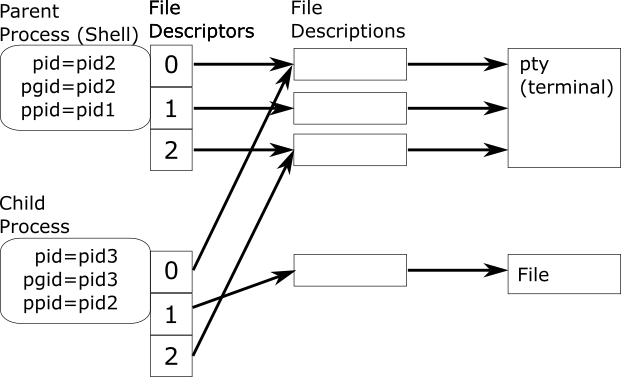 Parent
Process (Shell)
File
Descriptors
File
Descriptions
pid=pid2
pgid=pid2
ppid=pid1
0
1
2
pty
(terminal)
Child
Process
pid=pid3
pgid=pid3
ppid=pid2
0
1
2
File